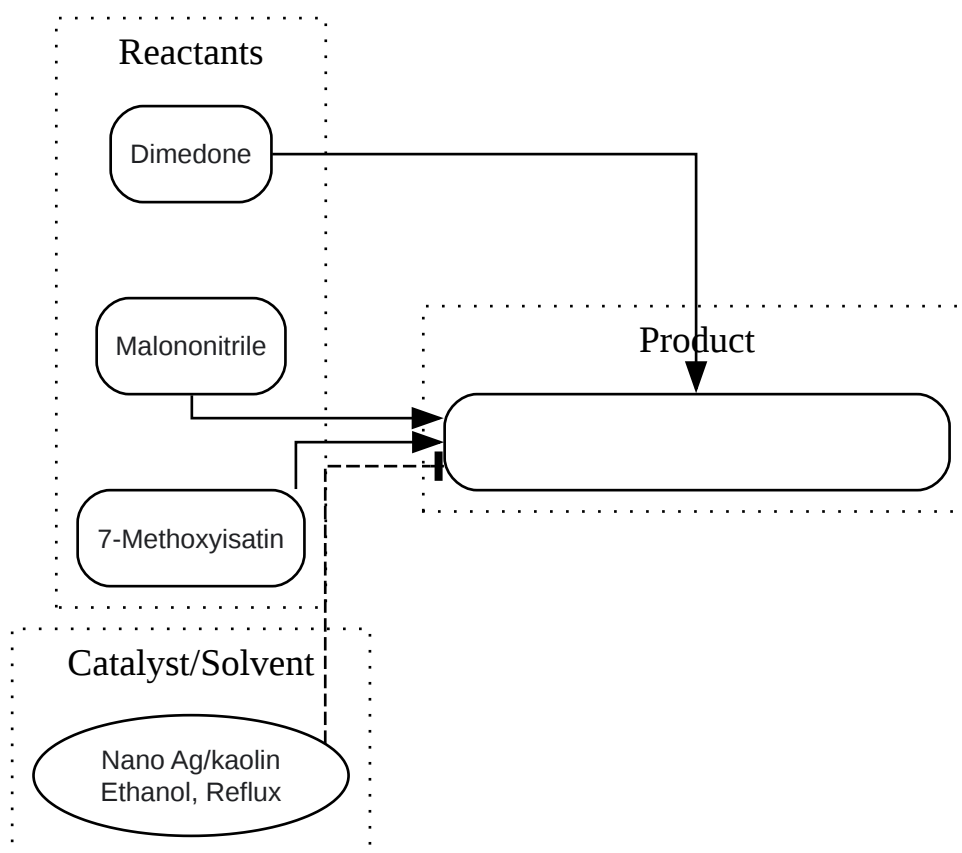 Reactants
Dimedone
Malononitrile
Product
7-Methoxyisatin
Catalyst/Solvent
Nano Ag/kaolin
Ethanol, Reflux